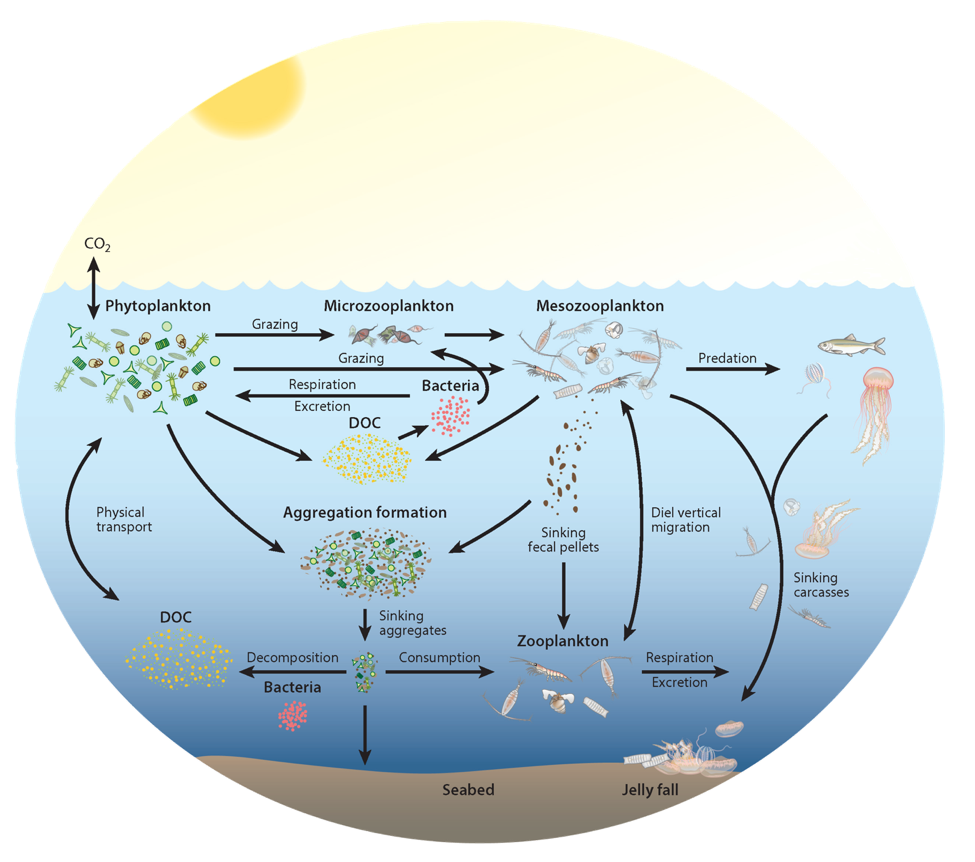 CO₂
Phytoplankton
Microzooplankton
Mesozooplankton
Grazing
Grazing
Predation
Respiration
Excretion
Bacteria
DOC
Aggregation formation
Physical
transport
Sinking
fecal pellets
Diel vertical
migration
Sinking
carcasses
Sinking
aggregates
DOC
Zooplankton
Decomposition
Consumption
Respiration
Excretion
Bacteria
Seabed
Jelly fall